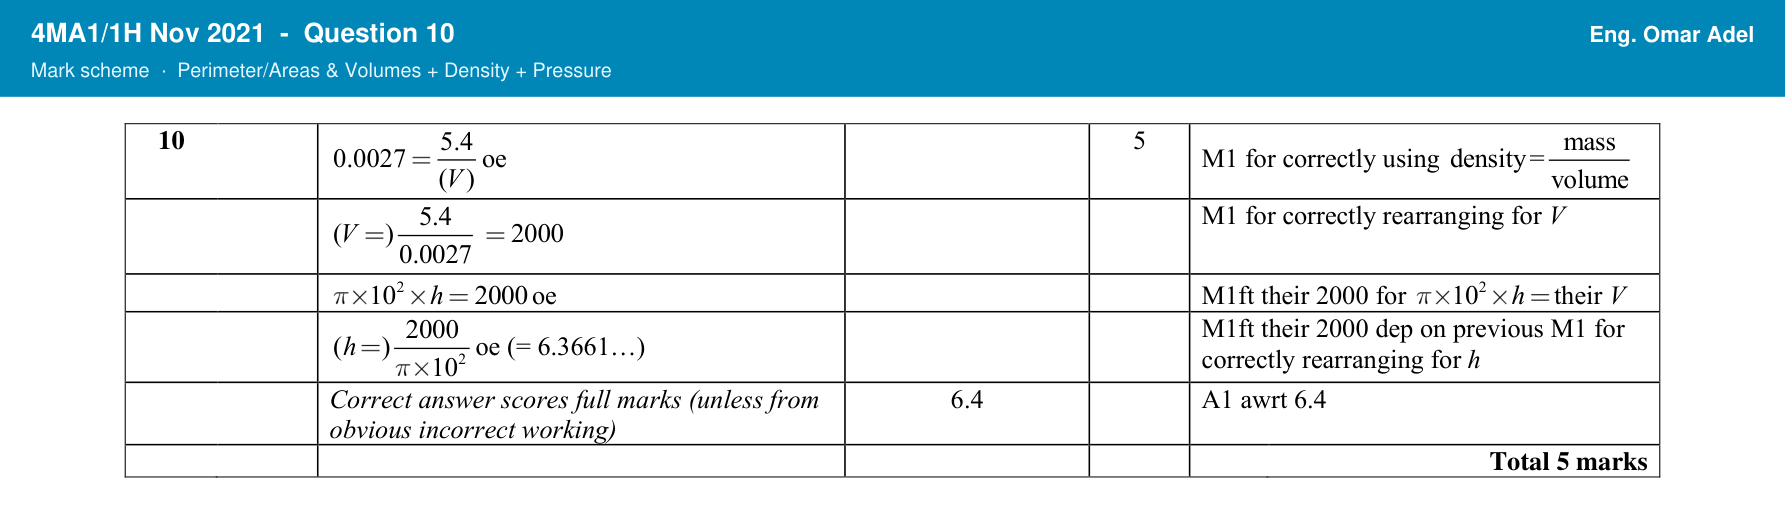 4MA1/1H Nov 2021 - Question 10
Eng. Omar Adel
Mark scheme · Perimeter/Areas & Volumes + Density + Pressure
10
0.0027 = 5.4/(V) oe
5
M1 for correctly using density = mass/volume
(V =) 5.4/0.0027 = 2000
M1 for correctly rearranging for V
π×10²×h = 2000 oe
M1ft their 2000 for π×10²×h = their V
(h =) 2000/π×10² oe (= 6.3661…)
M1ft their 2000 dep on previous M1 for
correctly rearranging for h
Correct answer scores full marks (unless from
obvious incorrect working)
6.4
A1 awrt 6.4
Total 5 marks